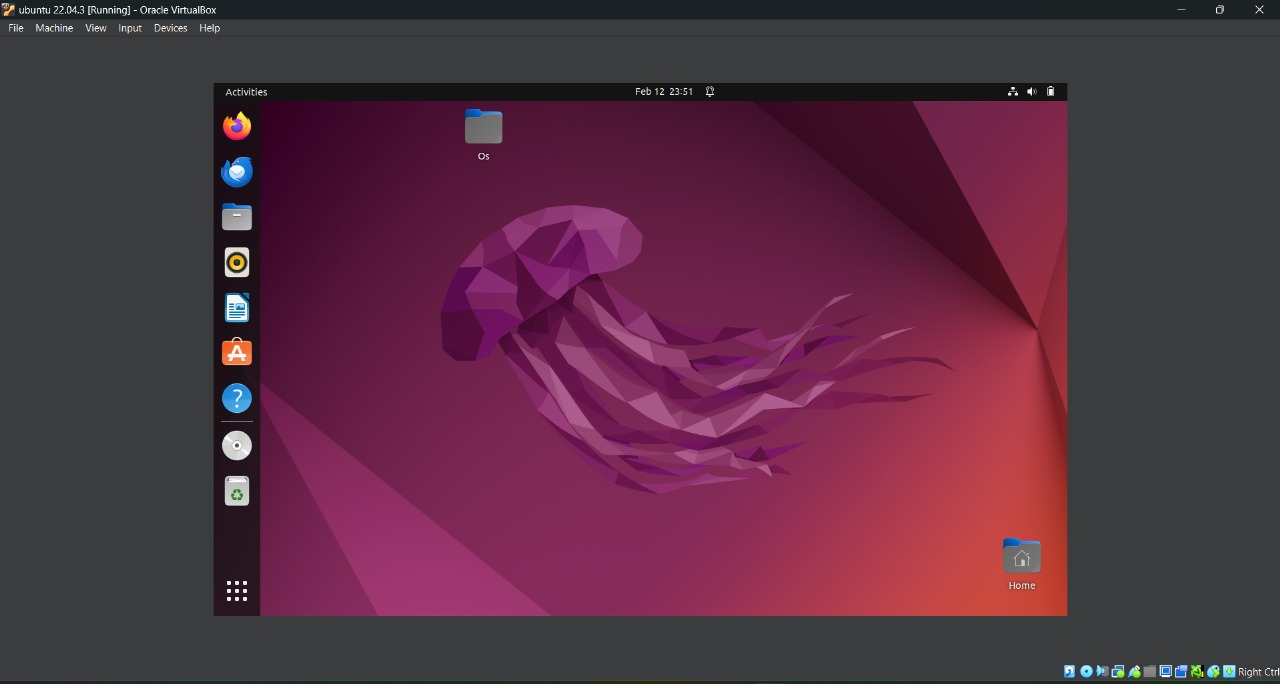 ubuntu 22.04.3 [Running] - Oracle VirtualBox
File Machine View Input Devices Help
Activities Feb 12 23:51
Os
Home
Right Ctrl